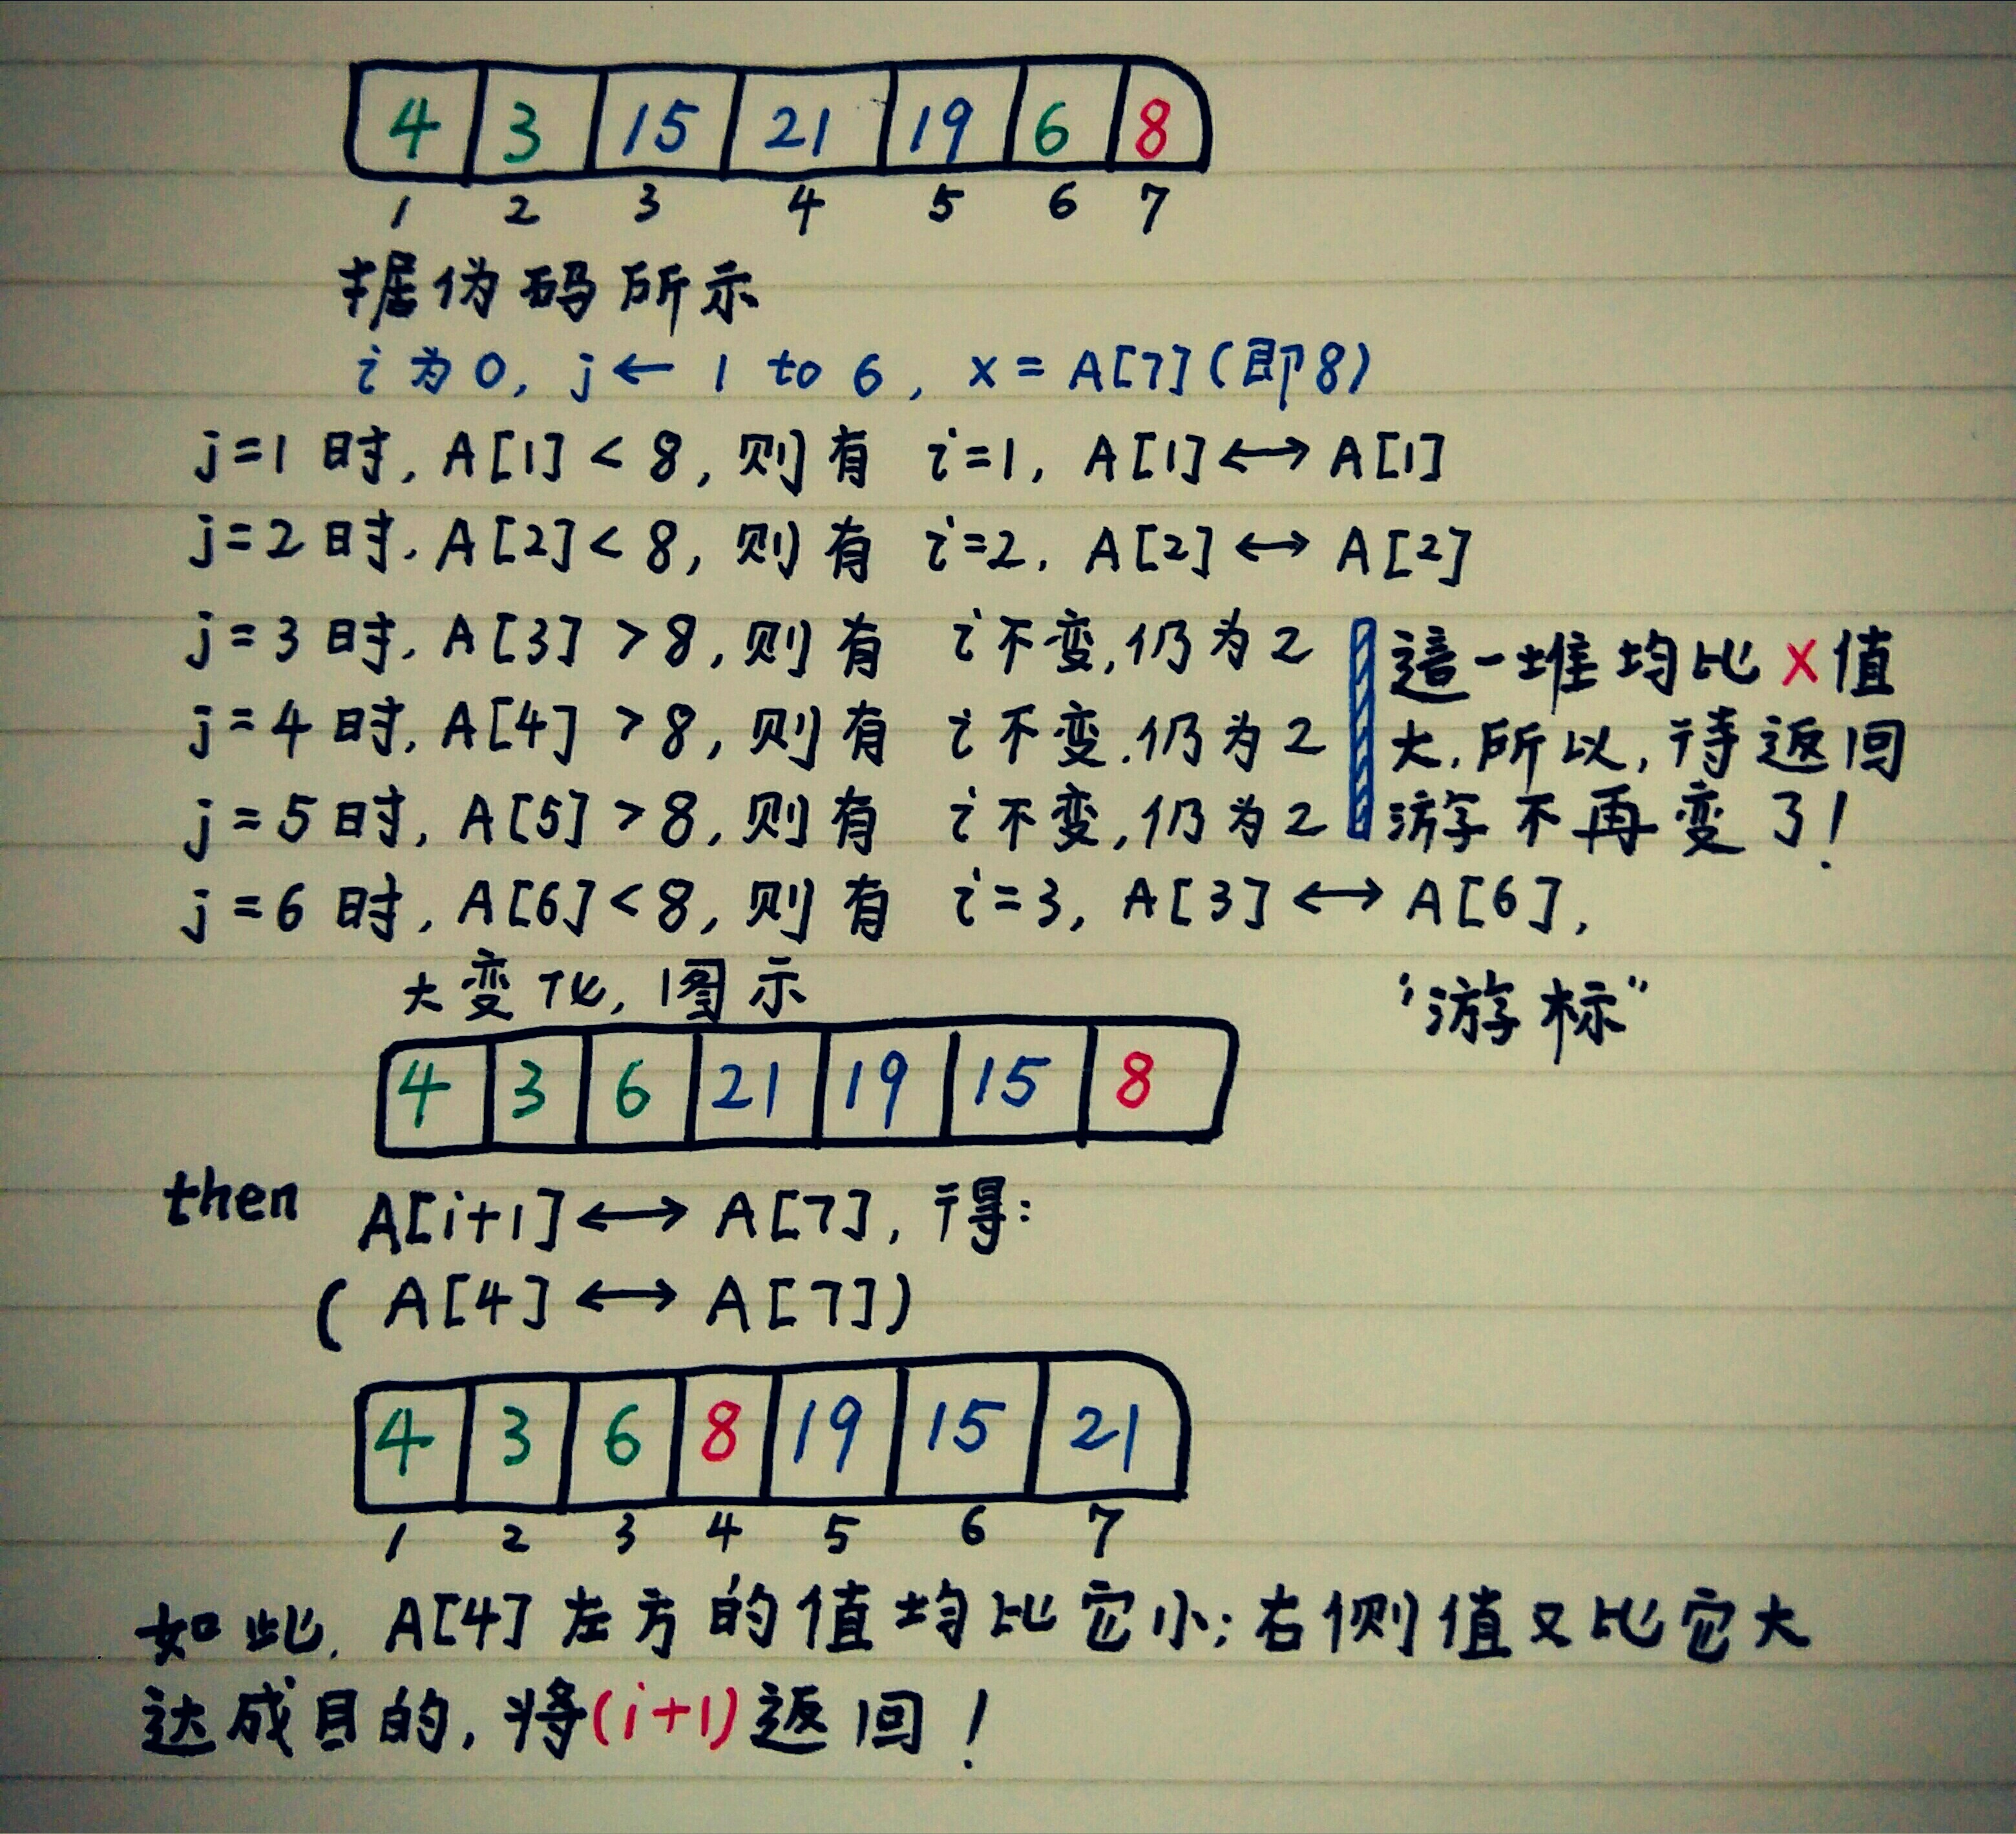 4 3 15 21 19 6 8
1 2 3 4 5 6 7
据伪码所示
i为0, j← 1 to 6, x = A[7](即8)
j=1时, A[1] < 8, 则有 i=1, A[1]↔A[1]
j=2时, A[2] < 8, 则有 i=2, A[2]↔A[2]
j=3时, A[3] > 8, 则有 i不变,仍为2
j=4时, A[4] > 8, 则有 i不变,仍为2
j=5时, A[5] > 8, 则有 i不变,仍为2
這一堆均比X值
大,所以,待返回
游不再变了!
j=6时, A[6] < 8, 则有 i=3, A[3]↔A[6],
大变化,图示
“游标”
4 3 6 21 19 15 8
then A[i+1]↔A[7], 得:
(A[4]↔A[7])
4 3 6 8 19 15 21
1 2 3 4 5 6 7
如此, A[4]左方的值均比它小;右侧值又比它大
达成目的,将(i+1)返回!